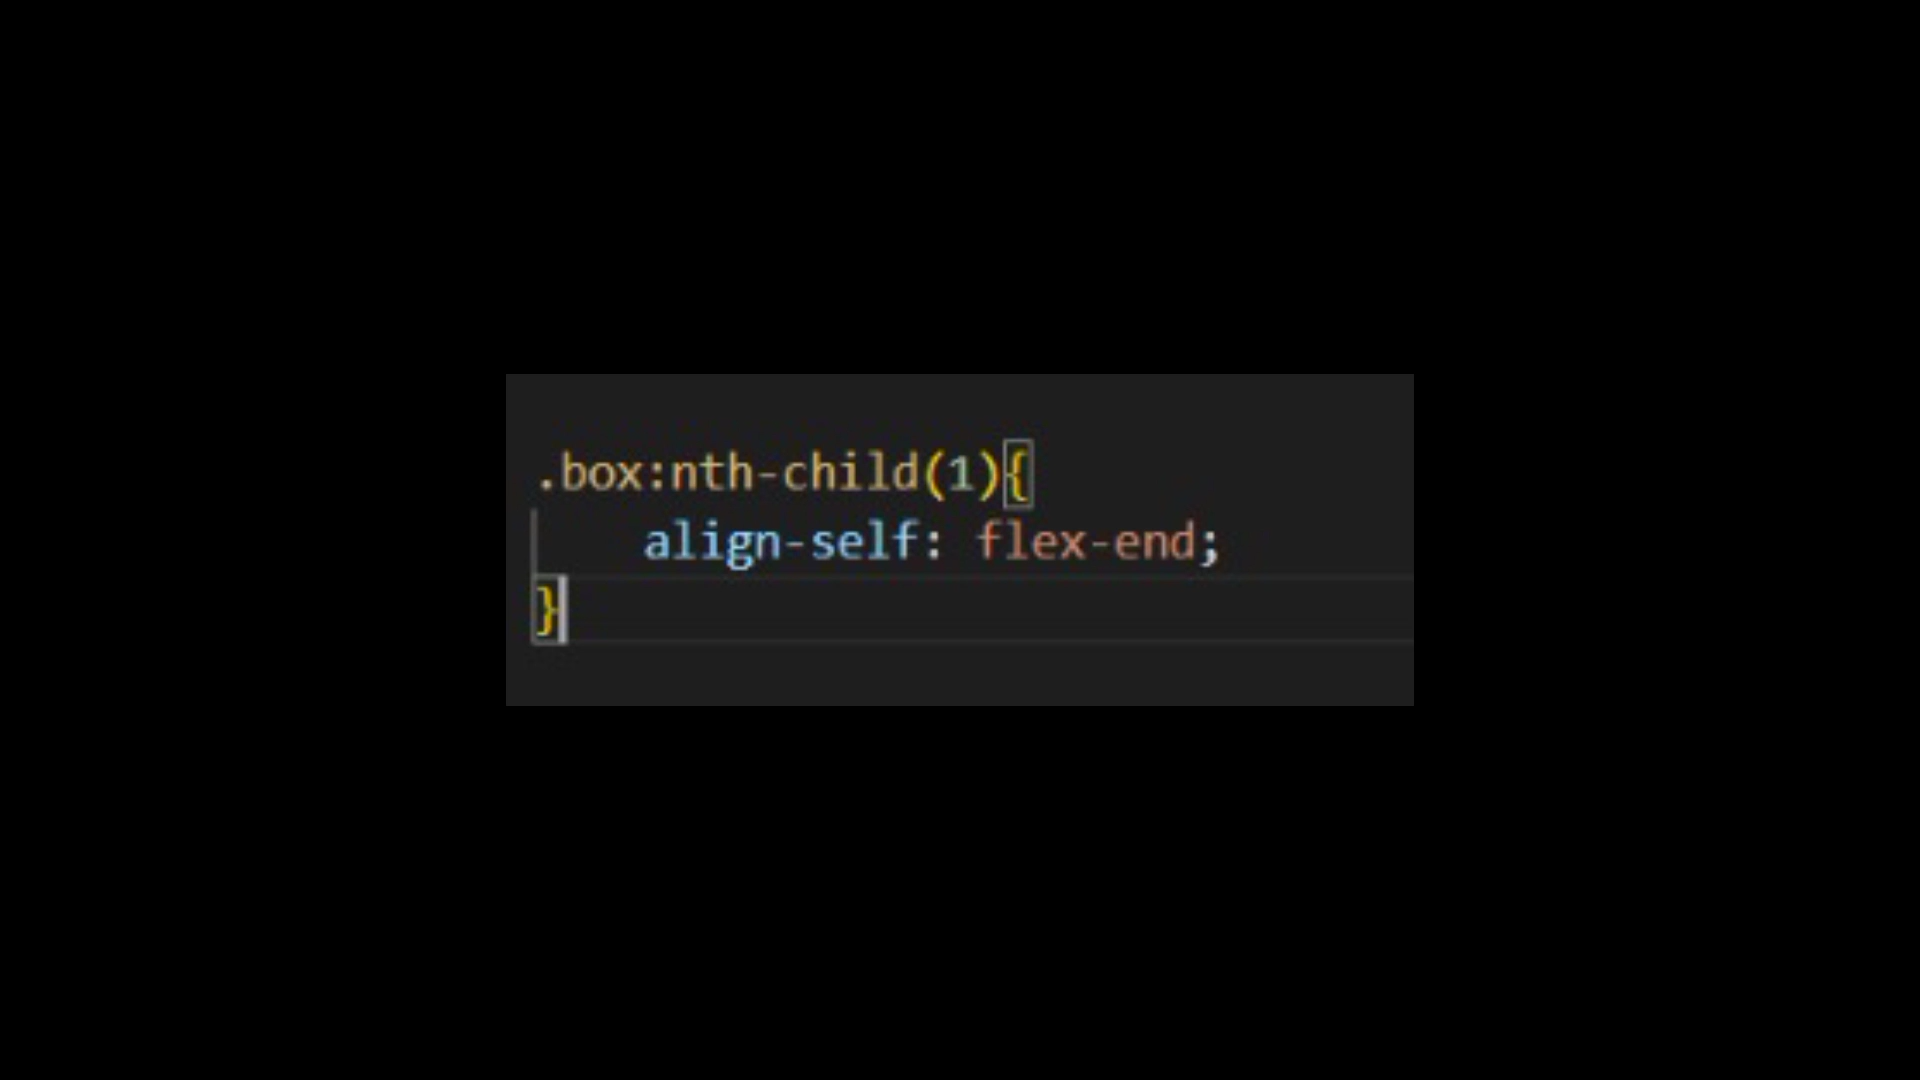 .box:nth-child(1){
    align-self: flex-end;
}